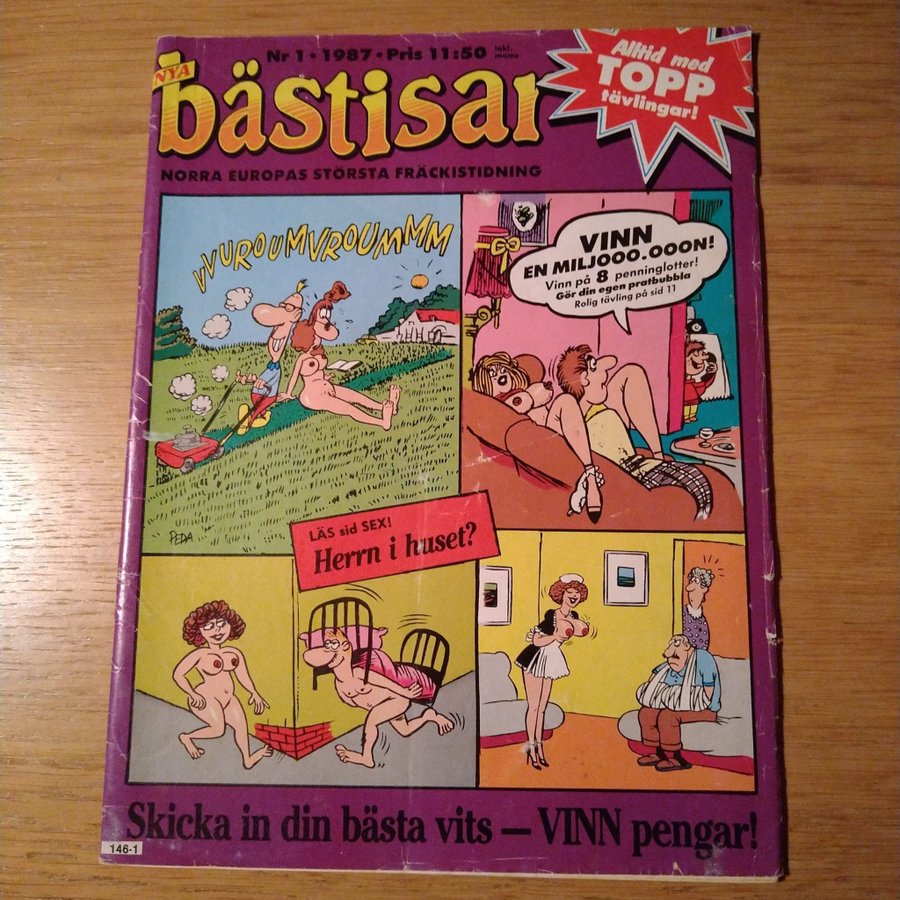 Nr 1 • 1987 • Pris 11:50 inkl. moms
NYA
bästisar
NORRA EUROPAS STÖRSTA FRÄCKISTIDNING
Alltid med
TOPP
tävlingar!
VVUROUMVROUMMMM
VINN
EN MILJOOO.OOON!
Vinn på 8 penninglotter!
Gör din egen pratbubbla
Rolig tävling på sid 11
PEDA
LÄS sid SEX!
Herrn i huset?
Skicka in din bästa vits – VINN pengar!
146-1